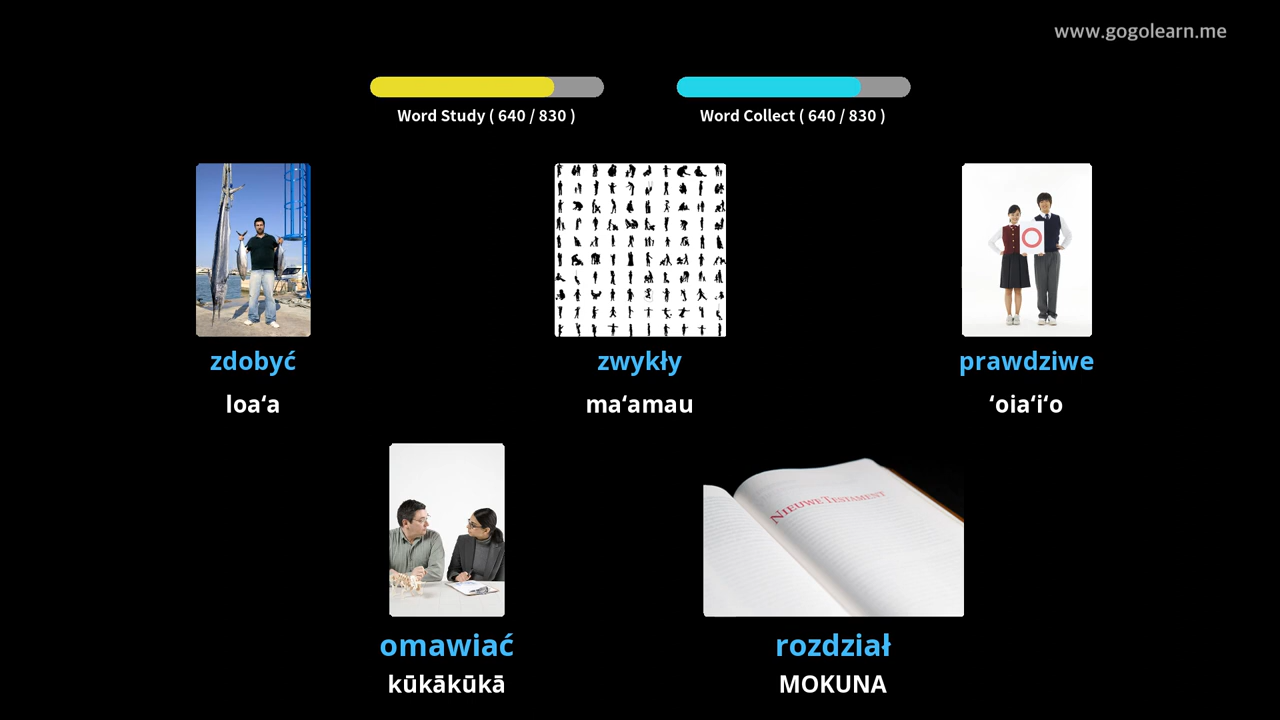 www.gogolearn.me
Word Study ( 640 / 830 )
Word Collect ( 640 / 830 )
zdobyć
zwykły
prawdziwe
loaʻa
maʻamau
ʻoiaʻiʻo
NIEUWE TESTAMENT
omawiać
rozdział
kūkākūkā
MOKUNA